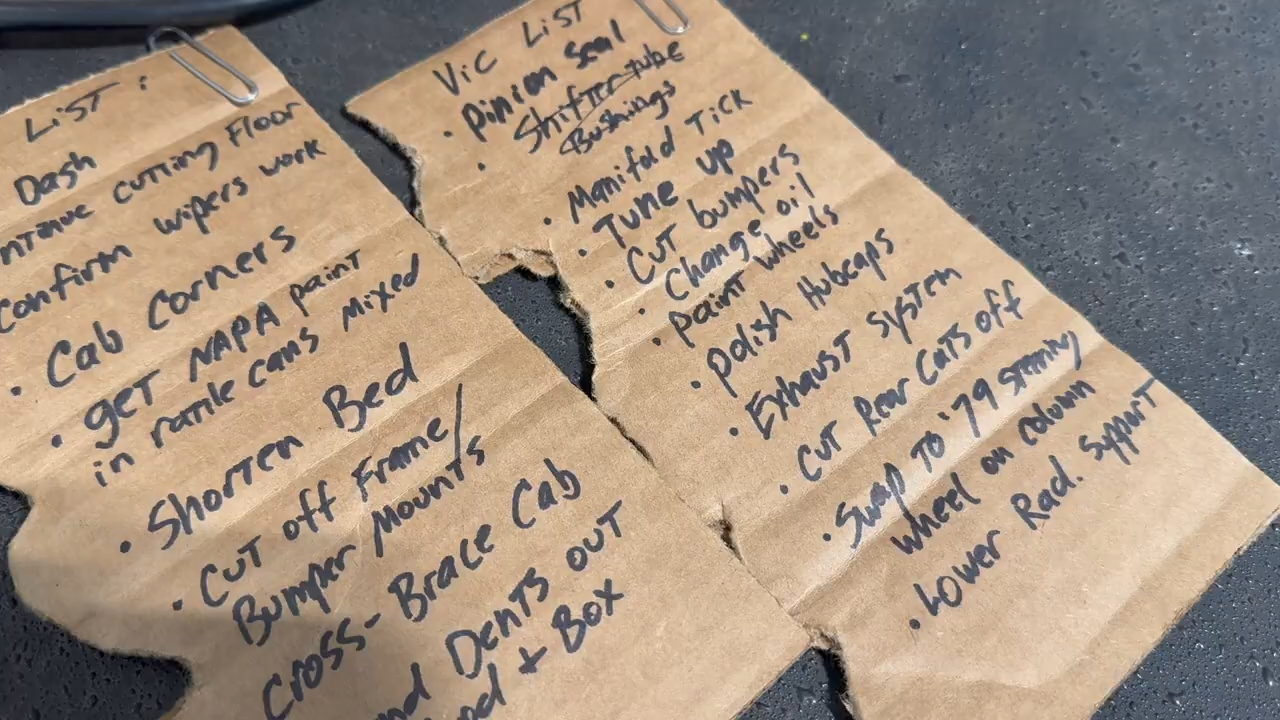 LIST:
Dash
cutting Floor
Confirm wipers work
• Cab Corners
• GET NAPA paint
in rattle cans mixed
• Shorten Bed
• Cut off Frame/
Bumper Mounts
Cross-Brace Cab
Dents out
+ Box
Vic LIST
• pinion seal
• Shifter tube
Bushings
• Manifold Tick
• Tune up
• Cut bumpers
• Change oil
• paint wheels
• polish Hubcaps
• Exhaust System
• Cut Rear Coils off
• Swap to '79 steering
wheel on column
• Lower Rad. Support